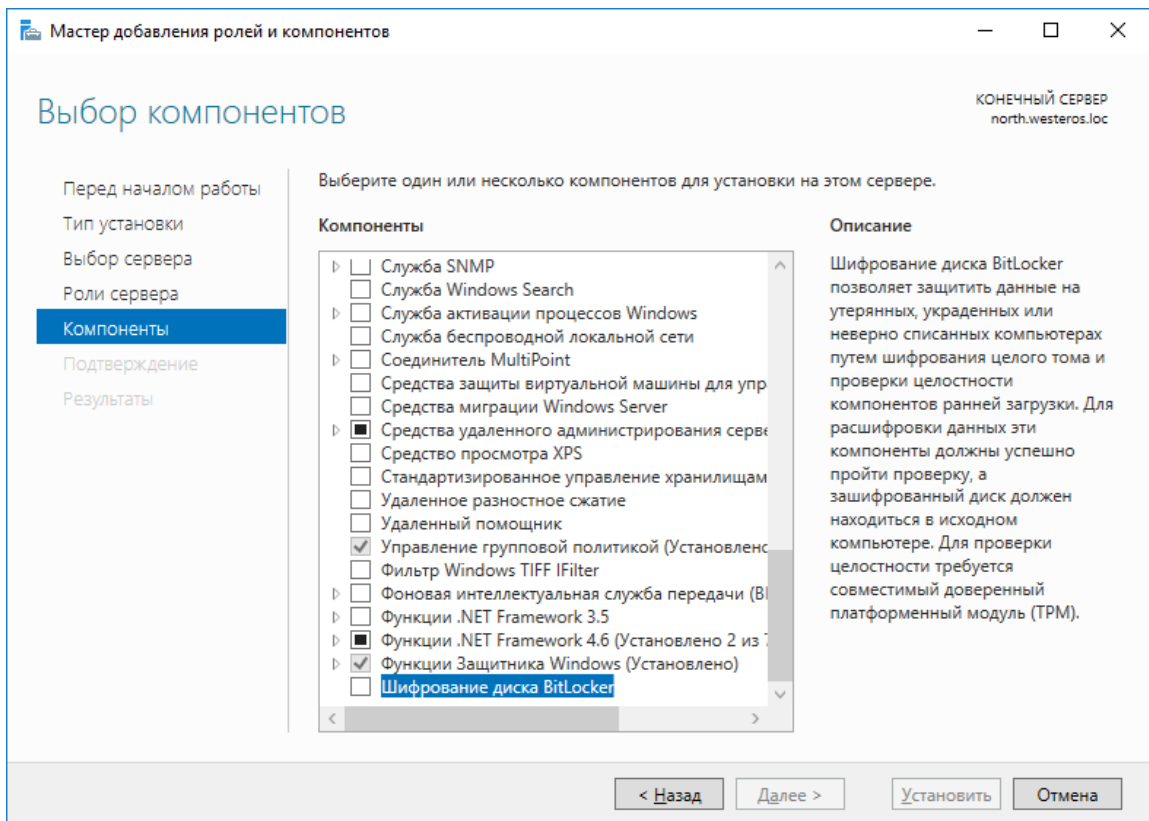 Мастер добавления ролей и компонентов
Выбор компонентов
КОНЕЧНЫЙ СЕРВЕР
north.westeros.loc
Перед началом работы
Тип установки
Выбор сервера
Роли сервера
Компоненты
Подтверждение
Результаты
Выберите один или несколько компонентов для установки на этом сервере.
Компоненты
Служба SNMP
Служба Windows Search
Служба активации процессов Windows
Служба беспроводной локальной сети
Соединитель MultiPoint
Средства защиты виртуальной машины для упр
Средства миграции Windows Server
Средства удаленного администрирования серве
Средство просмотра XPS
Стандартизированное управление хранилищам
Удаленное разностное сжатие
Удаленный помощник
Управление групповой политикой (Установлено
Фильтр Windows TIFF IFilter
Фоновая интеллектуальная служба передачи (BI
Функции .NET Framework 3.5
Функции .NET Framework 4.6 (Установлено 2 из 7
Функции Защитника Windows (Установлено)
Шифрование диска BitLocker
Описание
Шифрование диска BitLocker
позволяет защитить данные на
утерянных, украденных или
неверно списанных компьютерах
путем шифрования целого тома и
проверки целостности
компонентов ранней загрузки. Для
расшифровки данных эти
компоненты должны успешно
пройти проверку, а
зашифрованный диск должен
находиться в исходном
компьютере. Для проверки
целостности требуется
совместимый доверенный
платформенный модуль (TPM).
< Назад
Далее >
Установить
Отмена